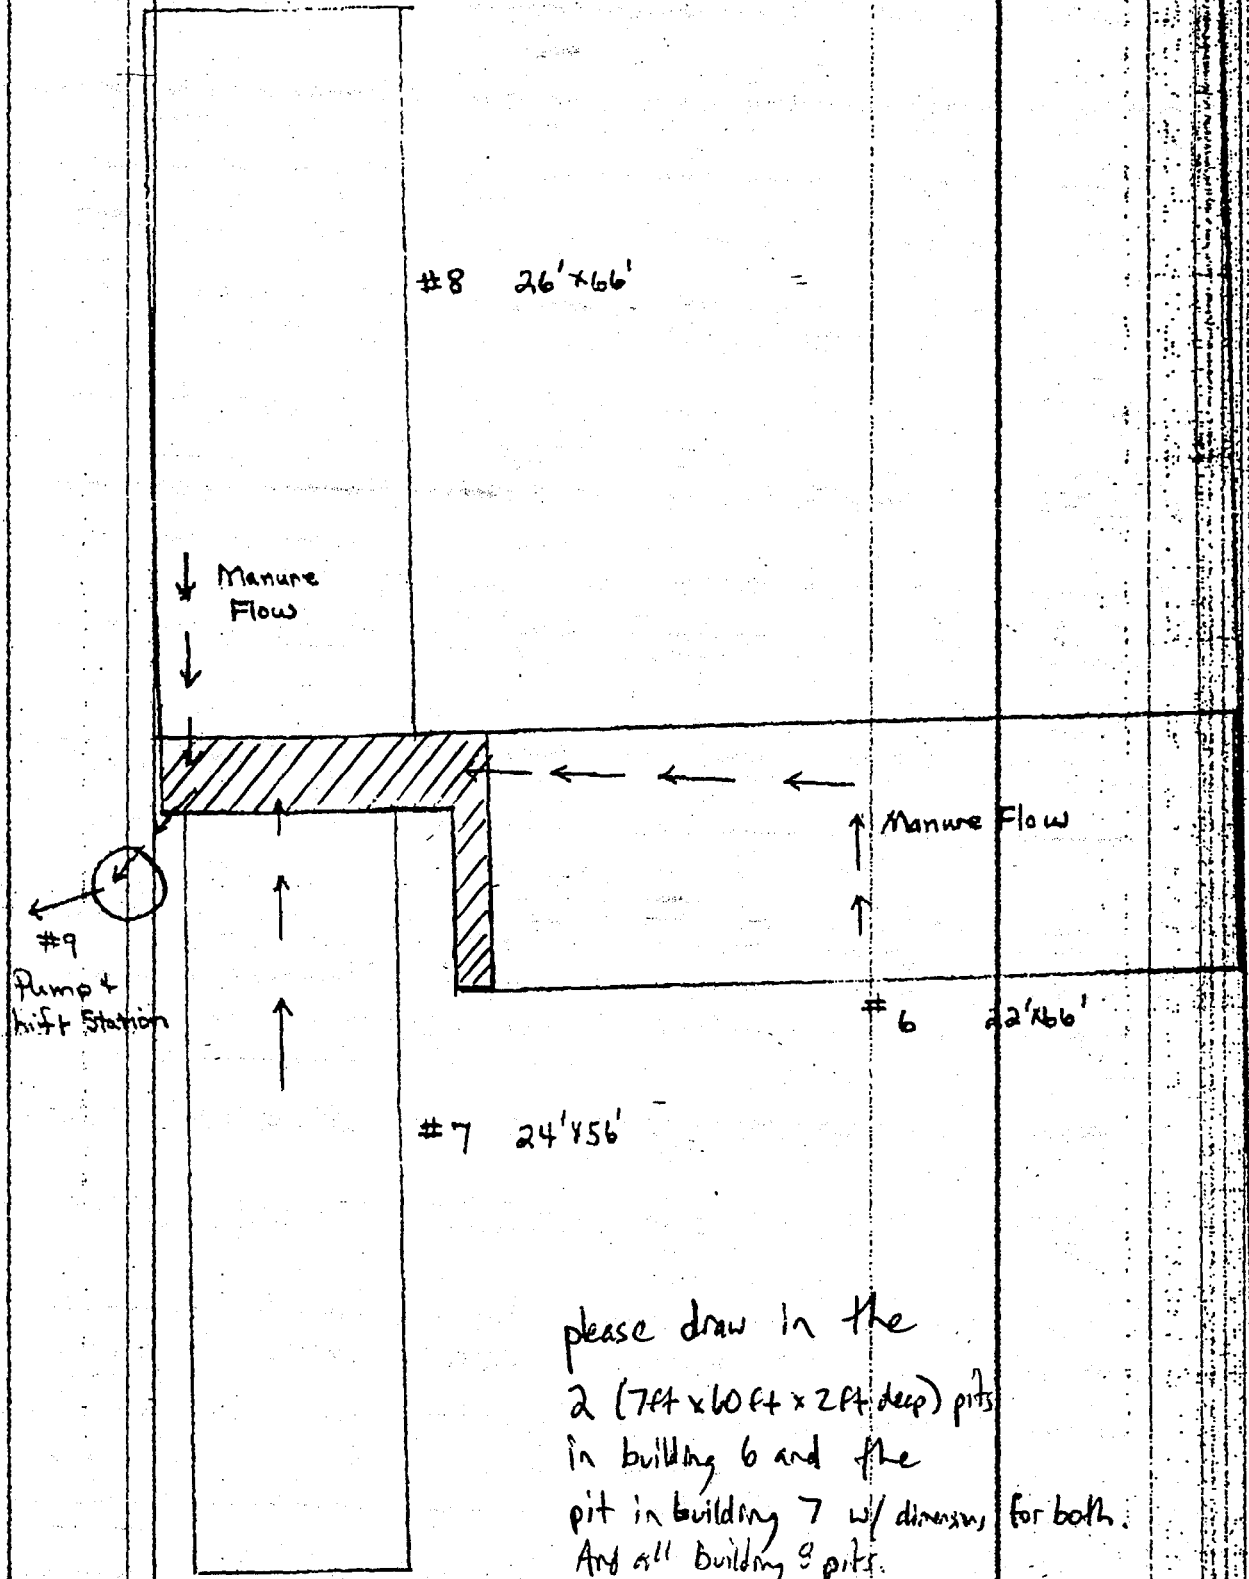 #8 26'x66'
Manure
Flow
Manure Flow
#9
Pump &
Lift Station
#6 22'x66'
#7 24'x56'
please draw in the
2 (7ft x 60ft x 2ft deep) pits
in building 6 and the
pit in building 7 w/ dimensions for both.
And all Building 8 pits.